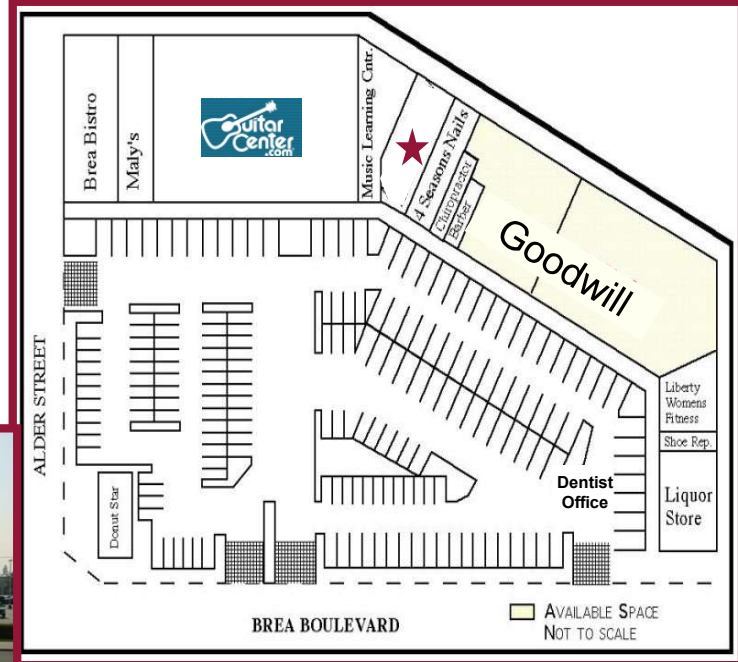 Brea Bistro
Maly's
Guitar
Center
.com
Music Learning Cntr.
4 Seasons Nails
Chiropractor
Barber
Goodwill
Liberty
Womens
Fitness
Shoe Rep.
Liquor
Store
Dentist
Office
ALDER STREET
Donut Star
BREA BOULEVARD
AVAILABLE SPACE
NOT TO SCALE